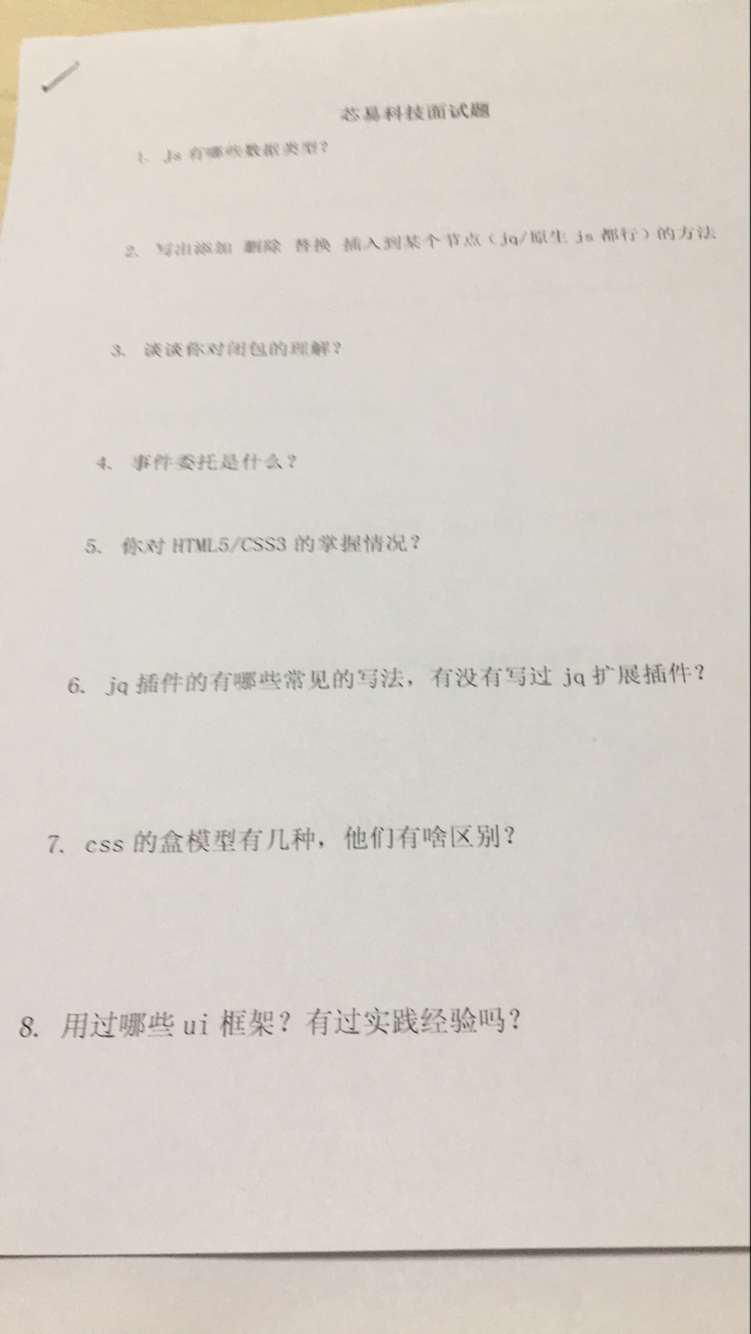 芯易科技面试题
1、Js 有哪些数据类型？
2、写出添加 删除 替换 插入到某个节点（jq/原生 js 都行）的方法
3、谈谈你对闭包的理解？
4、事件委托是什么？
5、你对 HTML5/CSS3 的掌握情况？
6、jq 插件的有哪些常见的写法，有没有写过 jq 扩展插件？
7、css 的盒模型有几种，他们有啥区别？
8. 用过哪些 ui 框架？有过实践经验吗？